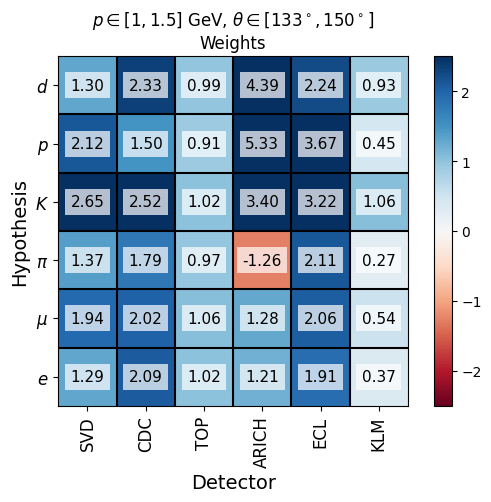 p ∈ [1, 1.5] GeV, θ ∈ [133°, 150°]
Weights
d 1.30 2.33 0.99 4.39 2.24 0.93
p 2.12 1.50 0.91 5.33 3.67 0.45
K 2.65 2.52 1.02 3.40 3.22 1.06
π 1.37 1.79 0.97 -1.26 2.11 0.27
μ 1.94 2.02 1.06 1.28 2.06 0.54
e 1.29 2.09 1.02 1.21 1.91 0.37
SVD CDC TOP ARICH ECL KLM
Detector
Hypothesis
2
1
0
−1
−2